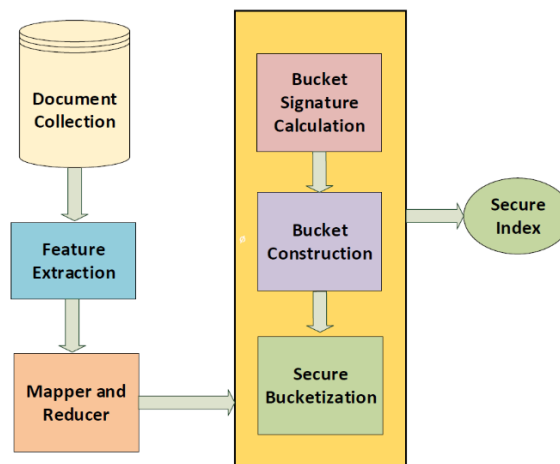 Document
Collection
Feature
Extraction
Mapper and
Reducer
Bucket
Signature
Calculation
Bucket
Construction
Secure
Bucketization
Secure
Index